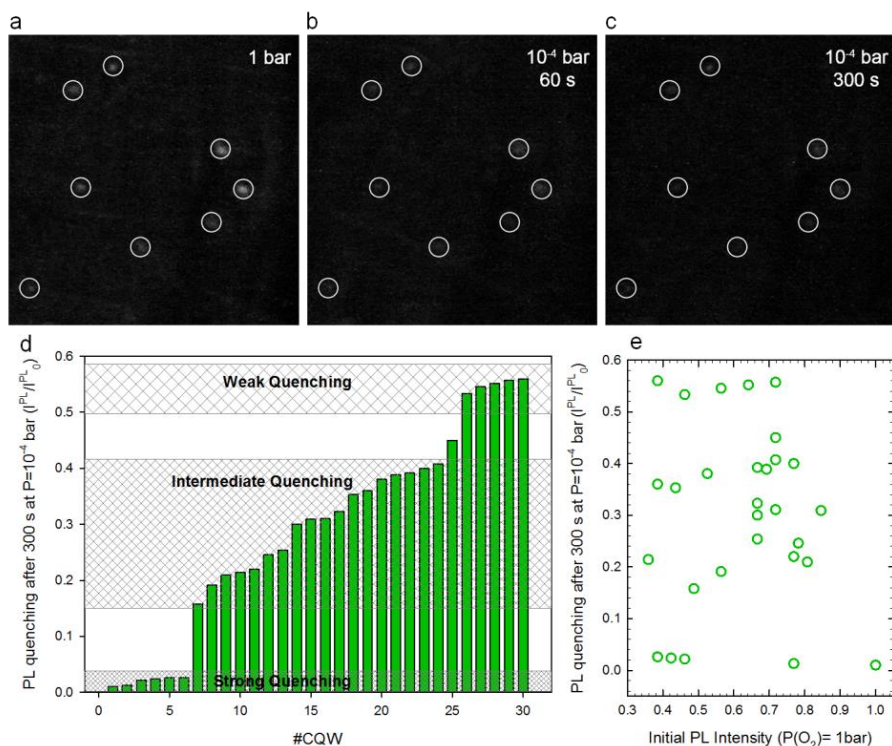 a
1 bar
b
10⁻⁴ bar
60 s
c
10⁻⁴ bar
300 s
d
PL quenching after 300 s at P=10⁻⁴ bar (I^PL/I^PL_0)
0.6
0.5
0.4
0.3
0.2
0.1
0.0
Weak Quenching
Intermediate Quenching
Strong Quenching
0 5 10 15 20 25 30
#CQW
e
PL quenching after 300 s at P=10⁻⁴ bar (I^PL/I^PL_0)
0.6
0.5
0.4
0.3
0.2
0.1
0.0
0.3 0.4 0.5 0.6 0.7 0.8 0.9 1.0
Initial PL Intensity (P(O₂)= 1bar)